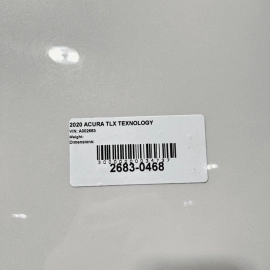 2020 ACURA TLX TEXNOLOGY
VIN: A002683
Weight:
Dimensions:
2683-0468